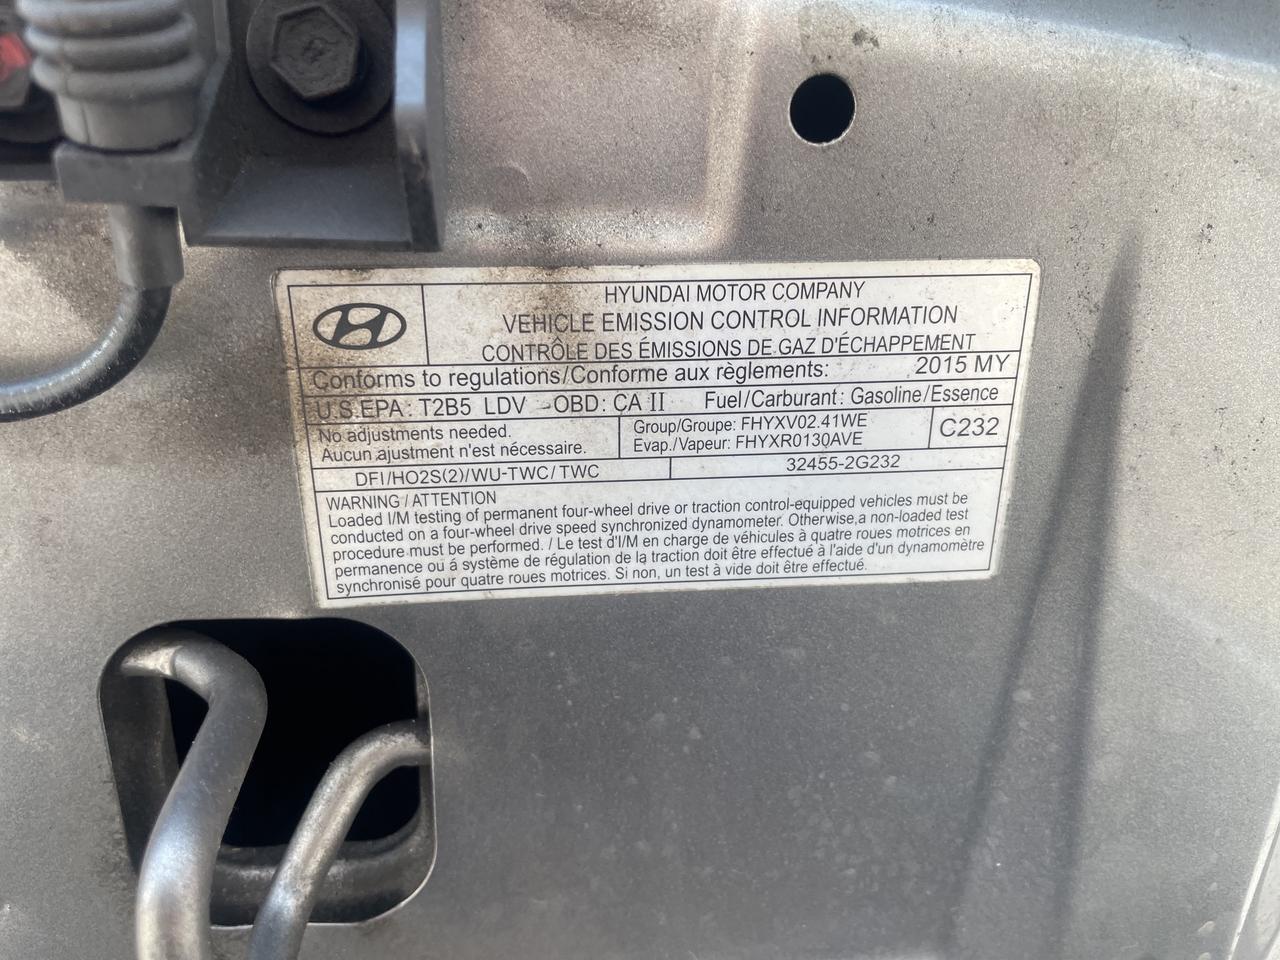 HYUNDAI MOTOR COMPANY
VEHICLE EMISSION CONTROL INFORMATION
CONTRÔLE DES ÉMISSIONS DE GAZ D'ÉCHAPPEMENT
Conforms to regulations/Conforme aux règlements: 2015 MY
U.S.EPA : T2B5 LDV - OBD : CA II Fuel/Carburant : Gasoline/Essence
No adjustments needed.
Aucun ajustment n'est nécessaire.
Group/Groupe: FHYXV02.41WE
Evap./Vapeur: FHYXR0130AVE
C232
DFI/HO2S(2)/WU-TWC/TWC
32455-2G232
WARNING / ATTENTION
Loaded I/M testing of permanent four-wheel drive or traction control-equipped vehicles must be
conducted on a four-wheel drive speed synchronized dynamometer. Otherwise,a non-loaded test
procedure must be performed. / Le test d'I/M en charge de véhicules à quatre roues motrices en
permanence ou á système de régulation de la traction doit être effectué à l'aide d'un dynamomètre
synchronisé pour quatre roues motrices. Si non, un test à vide doit être effectué.